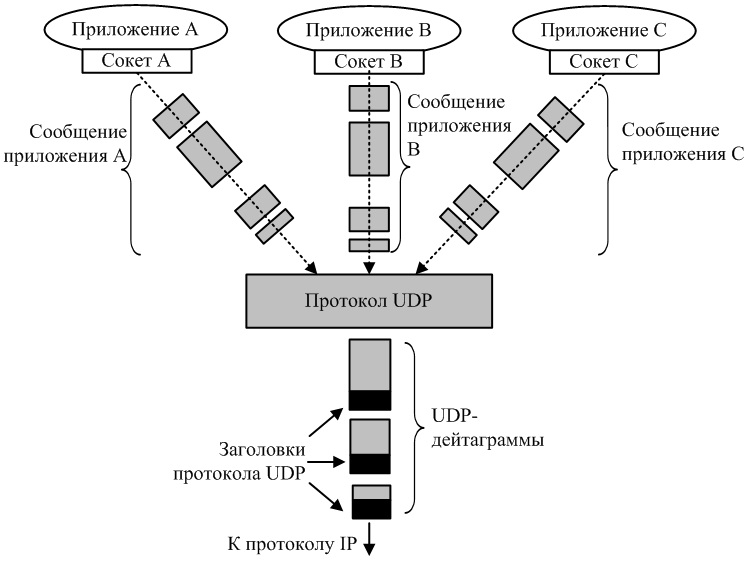 Приложение А
Приложение В
Приложение С
Сокет А
Сокет В
Сокет С
Сообщение
приложения А
Сообщение
приложения
В
Сообщение
приложения С
Протокол UDP
UDP-
дейтаграммы
Заголовки
протокола UDP
К протоколу IP